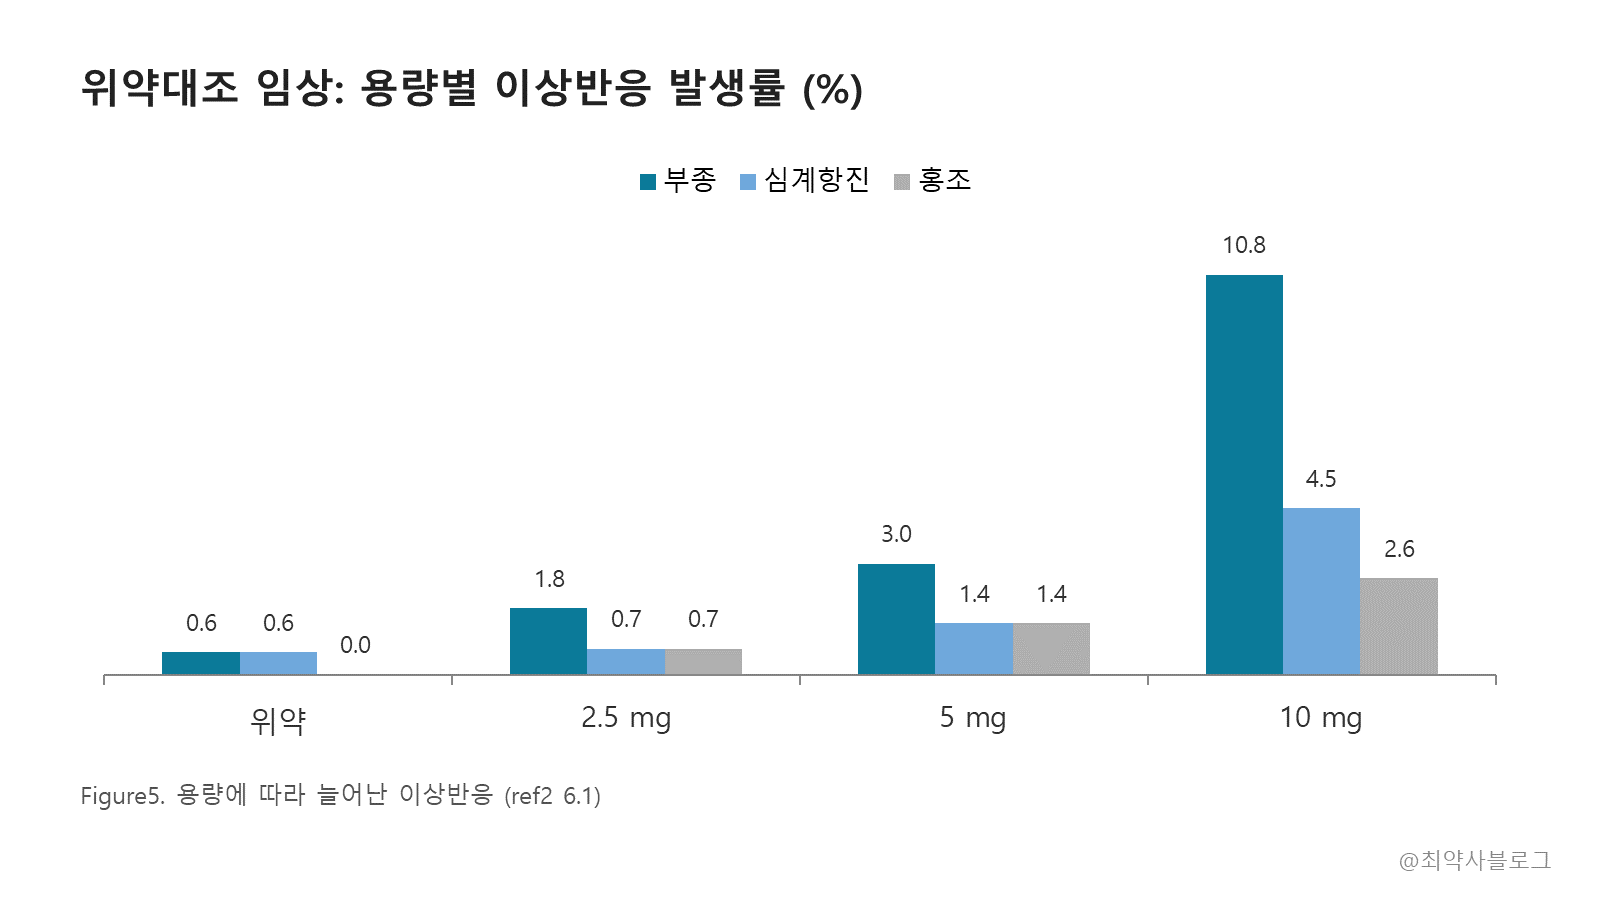 위약대조 임상: 용량별 이상반응 발생률 (%)
부종 심계항진 홍조
10.8
4.5
3.0
2.6
1.8
1.4 1.4
0.6 0.6 0.7 0.7
0.0
위약 2.5 mg 5 mg 10 mg
Figure5. 용량에 따라 늘어난 이상반응 (ref2 6.1)
@최약사블로그